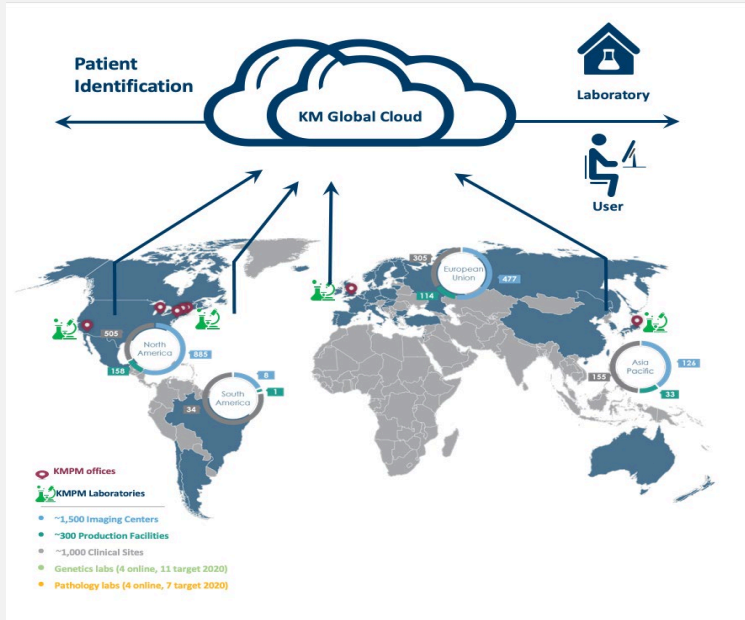 Patient
Identification
KM Global Cloud
Laboratory
User
305
European
Union
477
114
505
North
America
885
158
8
South
America
1
34
126
Asia
Pacific
155
33
KMPM offices
KMPM Laboratories
~1,500 Imaging Centers
~300 Production Facilities
~1,000 Clinical Sites
Genetics labs (4 online, 11 target 2020)
Pathology labs (4 online, 7 target 2020)